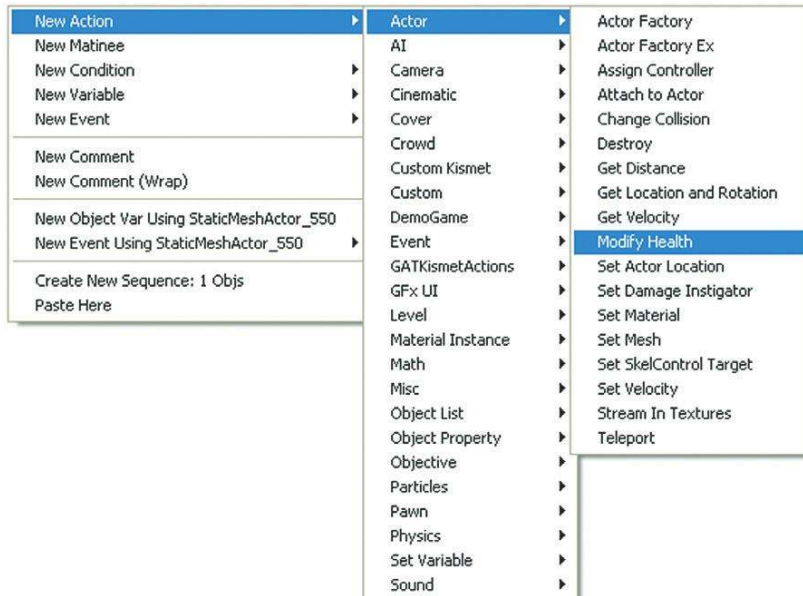 New Action
New Matinee
New Condition
New Variable
New Event
New Comment
New Comment (Wrap)
New Object Var Using StaticMeshActor_550
New Event Using StaticMeshActor_550
Create New Sequence: 1 Objs
Paste Here
Actor
AI
Camera
Cinematic
Cover
Crowd
Custom Kismet
Custom
DemoGame
Event
GATKismetActions
GFx UI
Level
Material Instance
Math
Misc
Object List
Object Property
Objective
Particles
Pawn
Physics
Set Variable
Sound
Actor Factory
Actor Factory Ex
Assign Controller
Attach to Actor
Change Collision
Destroy
Get Distance
Get Location and Rotation
Get Velocity
Modify Health
Set Actor Location
Set Damage Instigator
Set Material
Set Mesh
Set SkelControl Target
Set Velocity
Stream In Textures
Teleport